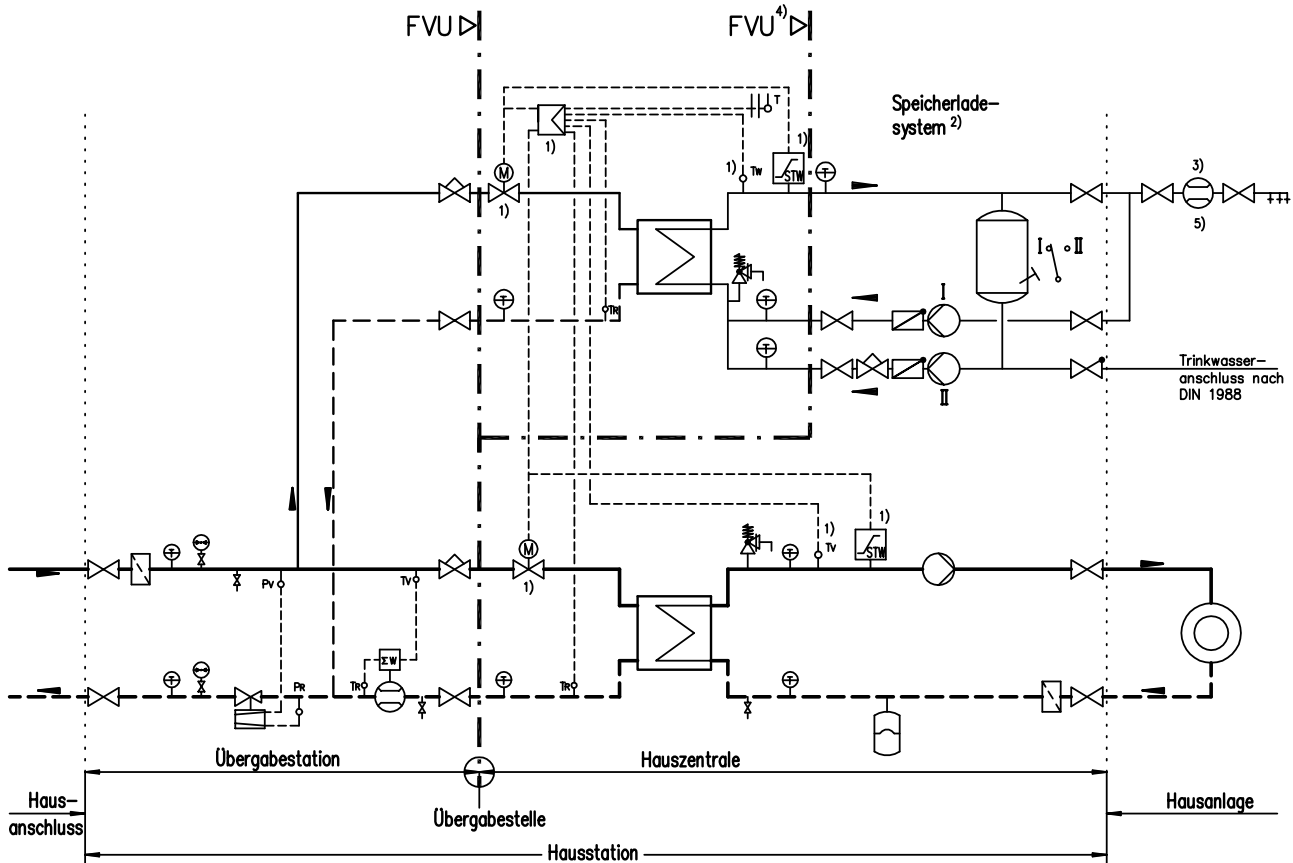 FVU
FVU 4)
Speicherlade-
system 2)
T
1)
1)
1)
Tw
STW
M
1)
T
3)
5)
I
II
T
TR
T
I
T
II
Trinkwasser-
anschluss nach
DIN 1988
1)
1)
Tv
STW
M
1)
T
T
Pv
Tv
ΣW
T
PR
TR
T
TR
T
Übergabestation
Hauszentrale
Haus-
anschluss
Übergabestelle
Hausanlage
Hausstation